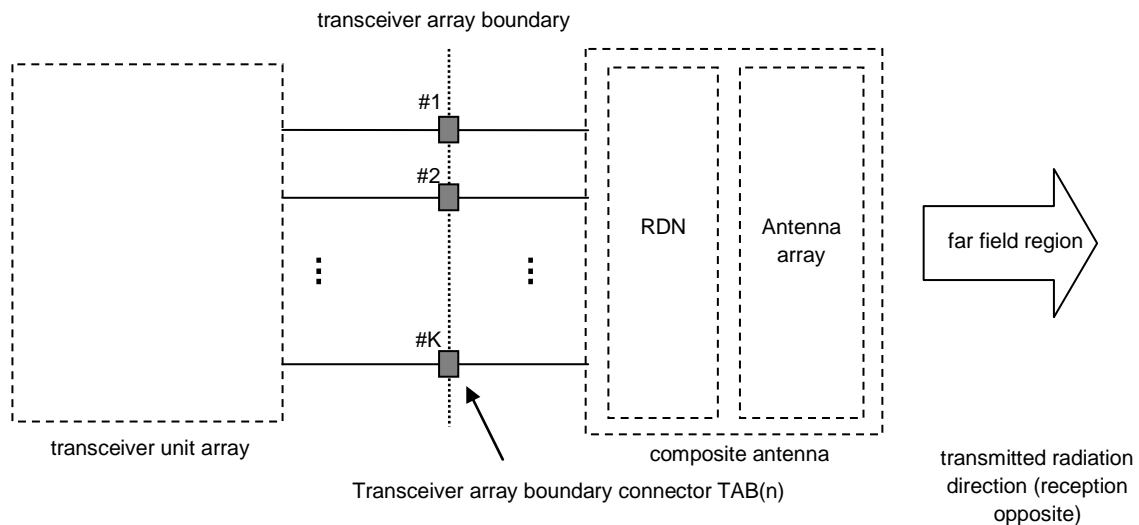 transceiver array boundary
#1
#2
#K
RDN
Antenna
array
far field region
transceiver unit array
composite antenna
Transceiver array boundary connector TAB(n)
transmitted radiation
direction (reception
opposite)